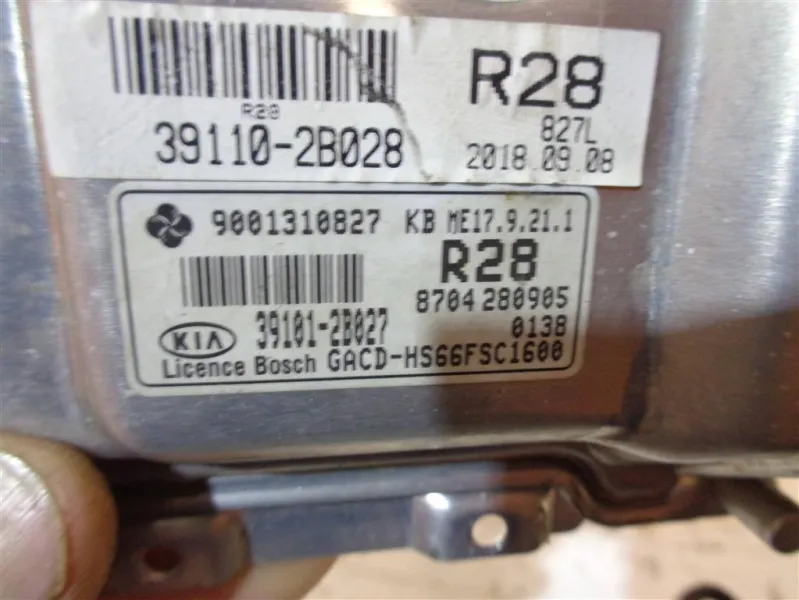 R28
R28
827L
39110-2B028
2018.09.08
9001310827 KB ME17.9.21.1
R28
8704 280905
39101-2B027
0138
KIA
Licence Bosch GACD-HS66FSC1600